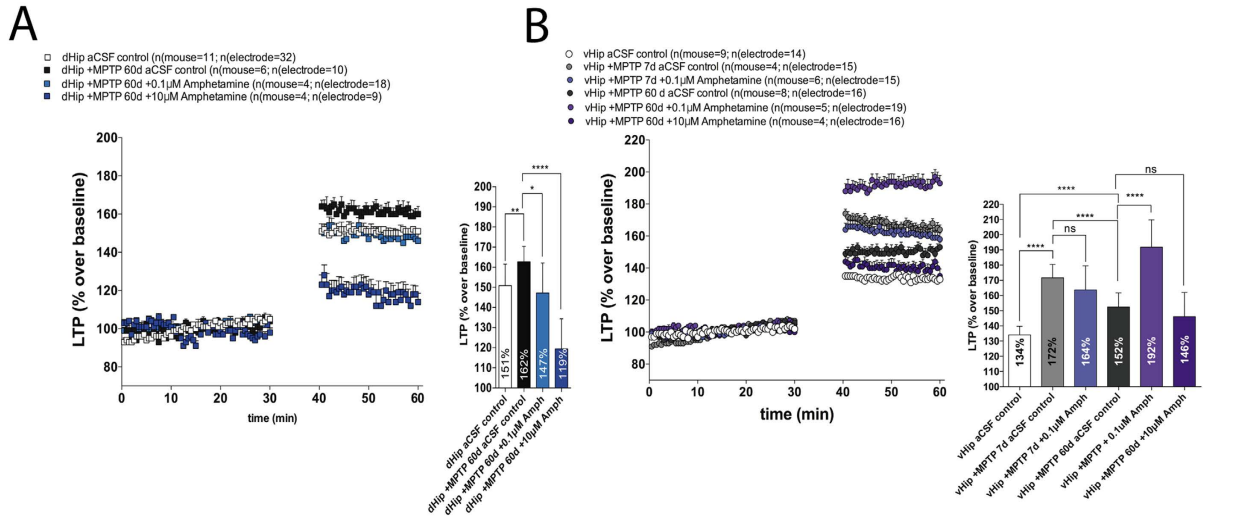 A
dHip aCSF control (n(mouse=11; n(electrode=32)
dHip +MPTP 60d aCSF control (n(mouse=6; n(electrode=10)
dHip +MPTP 60d +0.1µM Amphetamine (n(mouse=4; n(electrode=18)
dHip +MPTP 60d +10µM Amphetamine (n(mouse=4; n(electrode=9)
LTP (% over baseline)
200
180
160
140
120
100
80
0
10
20
30
40
50
60
time (min)
LTP (% over baseline)
200
190
180
170
160
150
140
130
120
110
100
****
*
**
151%
162%
147%
119%
dHip aCSF control
dHip +MPTP 60d aCSF control
dHip +MPTP 60d +0.1µM Amph
dHip +MPTP 60d +10µM Amph
B
vHip aCSF control (n(mouse=9; n(electrode=14)
vHip +MPTP 7d aCSF control (n(mouse=4; n(electrode=15)
vHip +MPTP 7d +0.1µM Amphetamine (n(mouse=6; n(electrode=15)
vHip +MPTP 60 d aCSF control (n(mouse=8; n(electrode=16)
vHip +MPTP 60d +0.1µM Amphetamine (n(mouse=5; n(electrode=19)
vHip +MPTP 60d +10µM Amphetamine (n(mouse=4; n(electrode=16)
LTP (% over baseline)
220
200
180
160
140
120
100
80
0
10
20
30
40
50
60
time (min)
LTP (% over baseline)
220
210
200
190
180
170
160
150
140
130
120
110
100
ns
****
****
****
ns
****
134%
172%
164%
152%
192%
146%
vHip aCSF control
vHip +MPTP 7d aCSF control
vHip +MPTP 7d +0.1µM Amph
vHip +MPTP 60d aCSF control
vHip +MPTP + 0.1uM Amph
vHip +MPTP 60d +10µM Amph